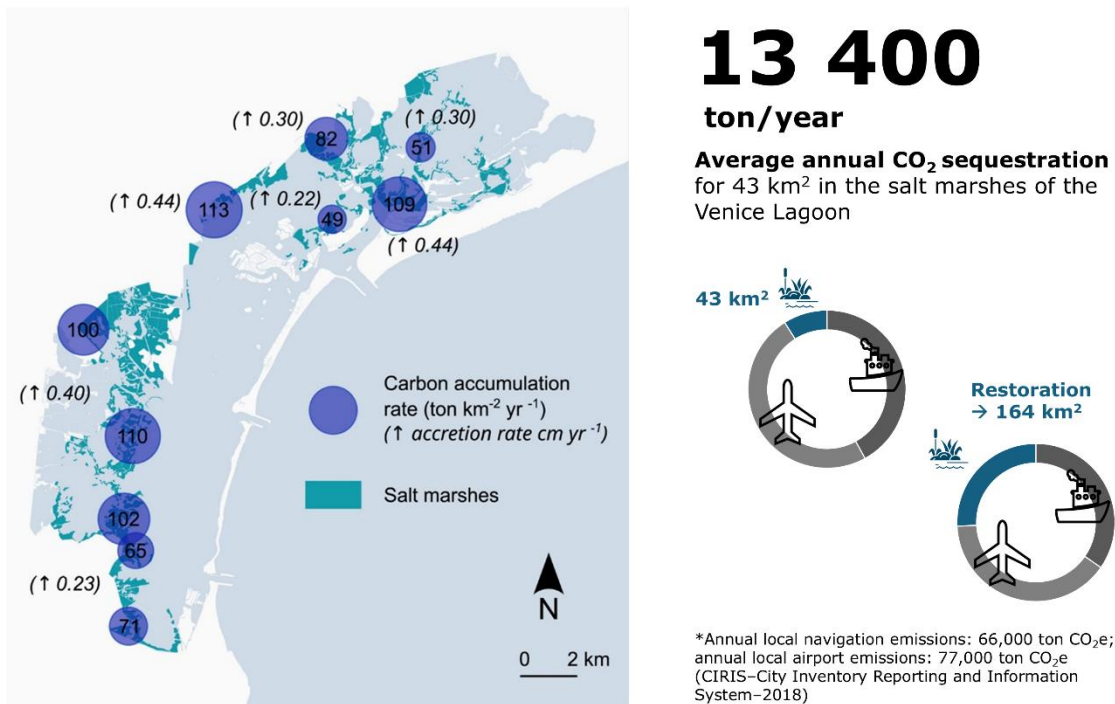 (↑ 0.30)
82
(↑ 0.30)
51
(↑ 0.44)
113
(↑ 0.22)
49
109
(↑ 0.44)
100
(↑ 0.40)
110
102
65
(↑ 0.23)
71
Carbon accumulation
rate (ton km⁻² yr ⁻¹)
(↑ accretion rate cm yr ⁻¹)
Salt marshes
N
0 2 km
13 400
ton/year
Average annual CO₂ sequestration
for 43 km² in the salt marshes of the
Venice Lagoon
43 km²
Restoration
→ 164 km²
*Annual local navigation emissions: 66,000 ton CO₂e;
annual local airport emissions: 77,000 ton CO₂e
(CIRIS–City Inventory Reporting and Information
System–2018)